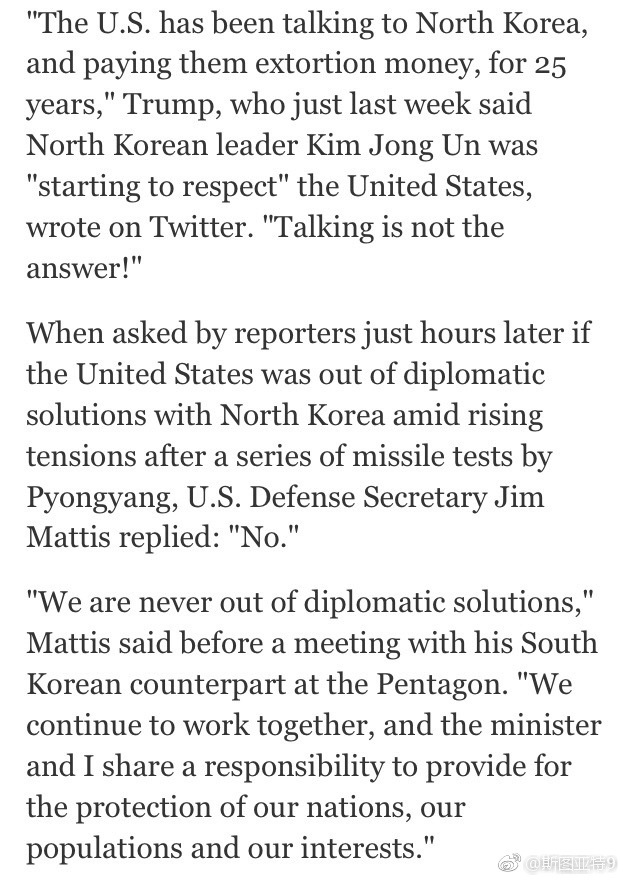 "The U.S. has been talking to North Korea,
and paying them extortion money, for 25
years," Trump, who just last week said
North Korean leader Kim Jong Un was
"starting to respect" the United States,
wrote on Twitter. "Talking is not the
answer!"
When asked by reporters just hours later if
the United States was out of diplomatic
solutions with North Korea amid rising
tensions after a series of missile tests by
Pyongyang, U.S. Defense Secretary Jim
Mattis replied: "No."
"We are never out of diplomatic solutions,"
Mattis said before a meeting with his South
Korean counterpart at the Pentagon. "We
continue to work together, and the minister
and I share a responsibility to provide for
the protection of our nations, our
populations and our interests."
@斯图亚特9